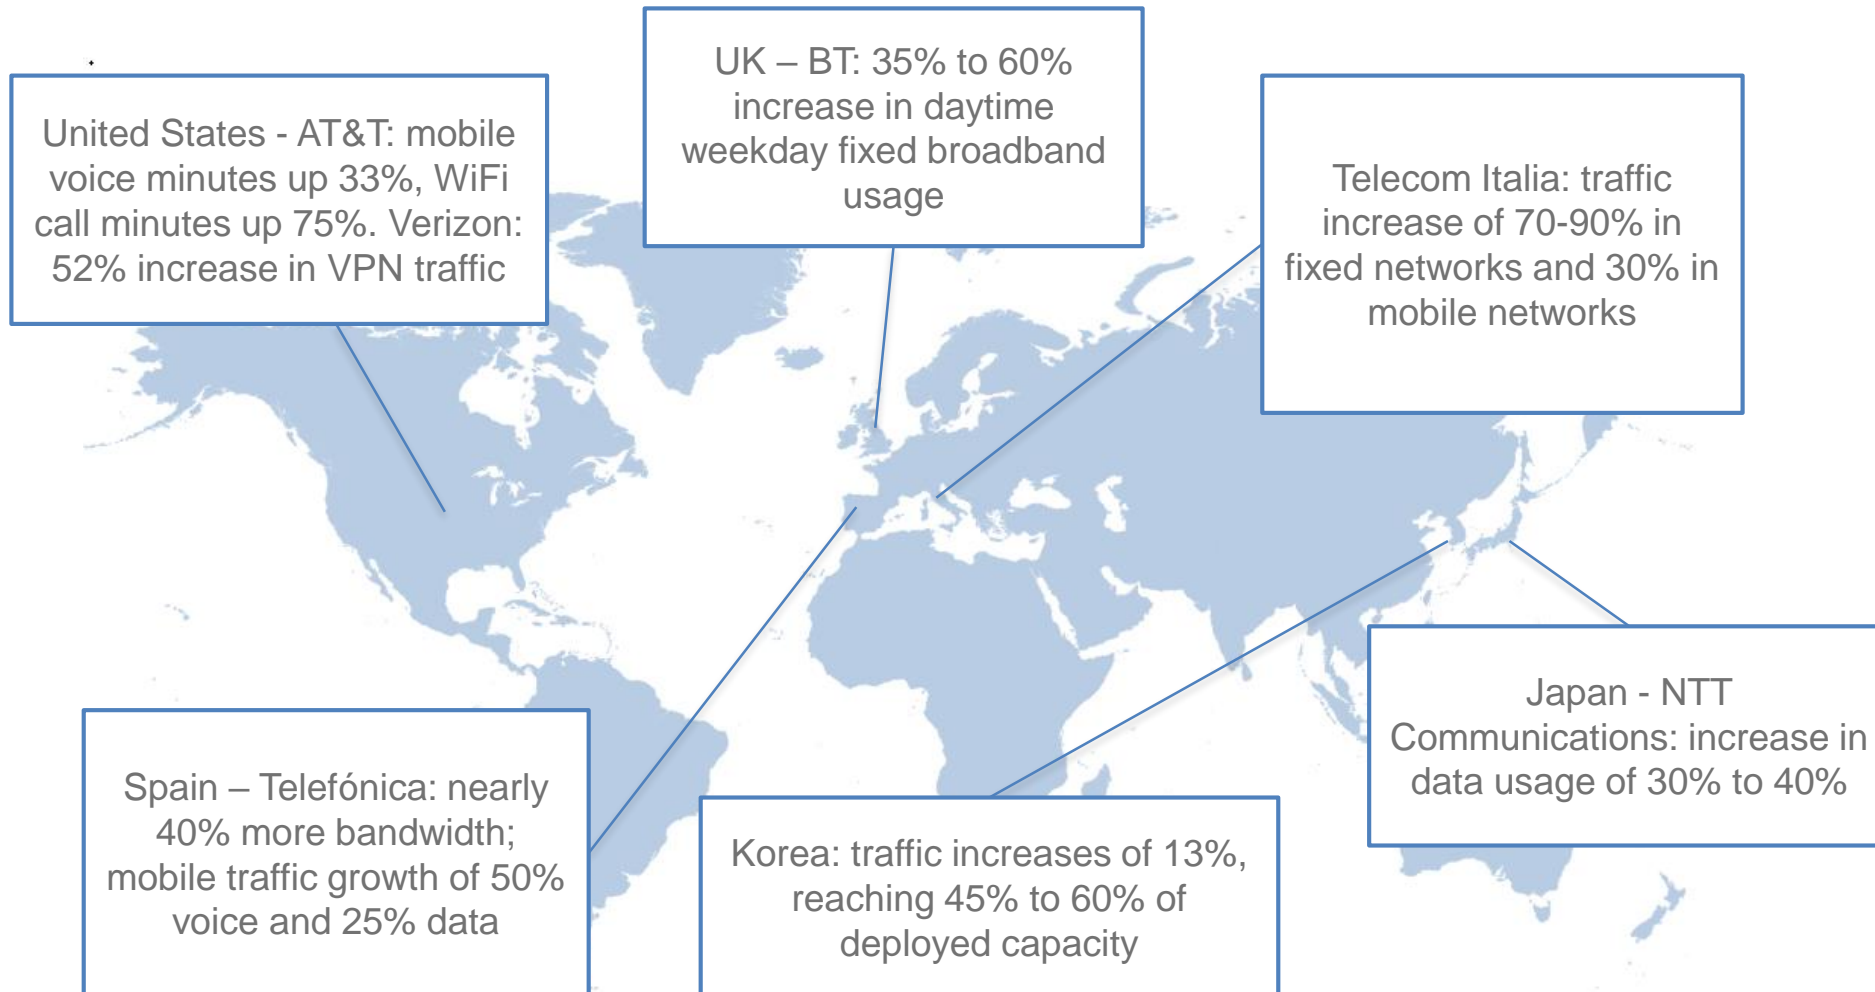 UK – BT: 35% to 60%
increase in daytime
weekday fixed broadband
usage
United States - AT&T: mobile
voice minutes up 33%, WiFi
call minutes up 75%. Verizon:
52% increase in VPN traffic
Telecom Italia: traffic
increase of 70-90% in
fixed networks and 30% in
mobile networks
Spain – Telefónica: nearly
40% more bandwidth;
mobile traffic growth of 50%
voice and 25% data
Korea: traffic increases of 13%,
reaching 45% to 60% of
deployed capacity
Japan - NTT
Communications: increase in
data usage of 30% to 40%